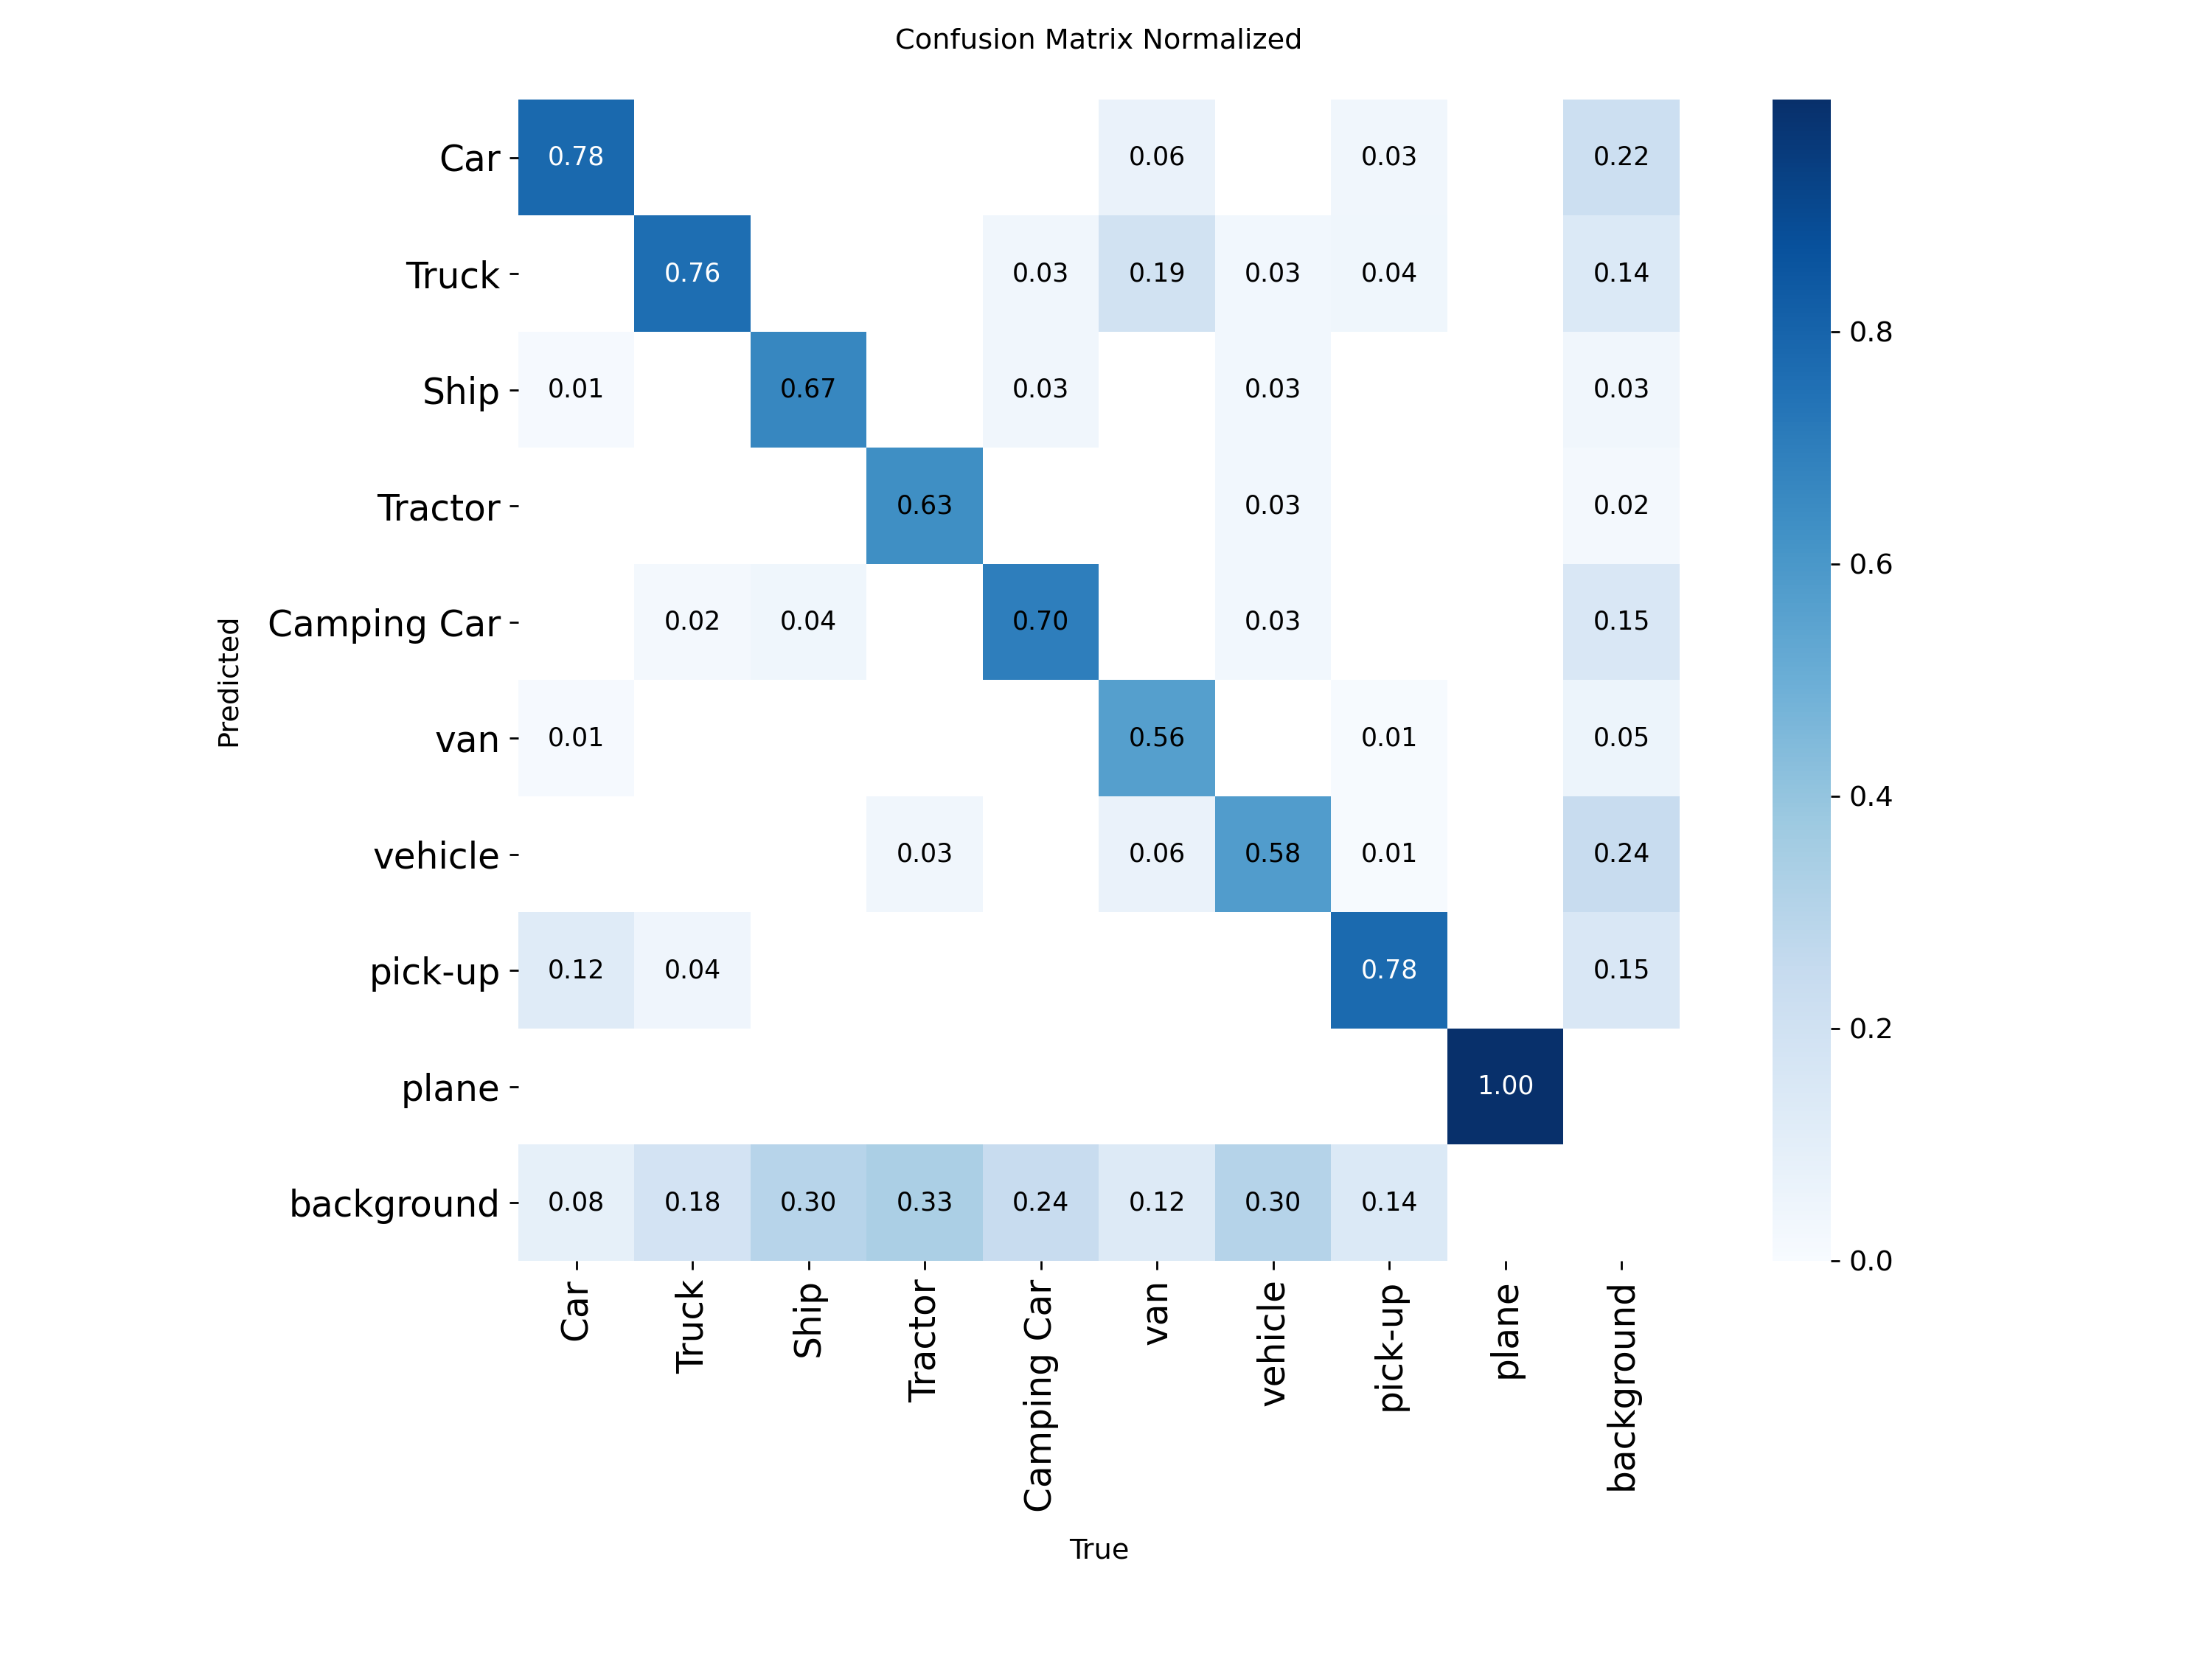 Confusion Matrix Normalized
Car 0.78 0.06 0.03 0.22
Truck 0.76 0.03 0.19 0.03 0.04 0.14
Ship 0.01 0.67 0.03 0.03 0.03
Tractor 0.63 0.03 0.02
Camping Car 0.02 0.04 0.70 0.03 0.15
van 0.01 0.56 0.01 0.05
vehicle 0.03 0.06 0.58 0.01 0.24
pick-up 0.12 0.04 0.78 0.15
plane 1.00
background 0.08 0.18 0.30 0.33 0.24 0.12 0.30 0.14
Predicted
Car Truck Ship Tractor Camping Car van vehicle pick-up plane background
True
0.8
0.6
0.4
0.2
0.0